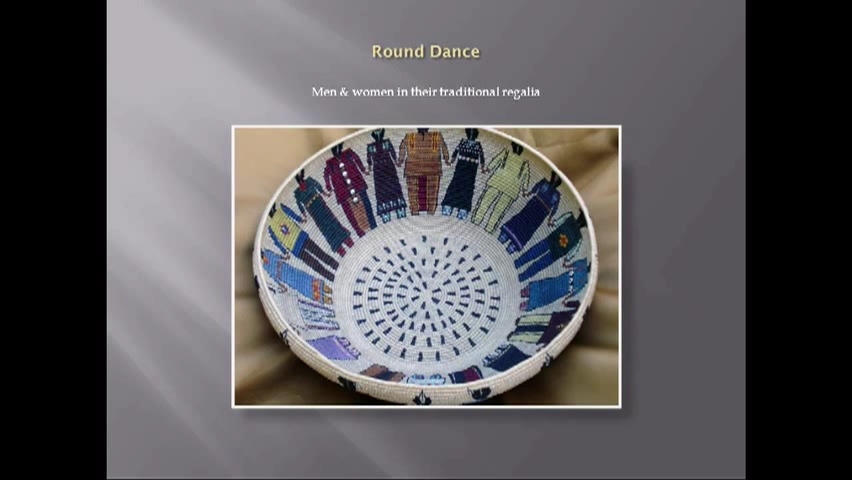 Round Dance
Men & women in their traditional regalia